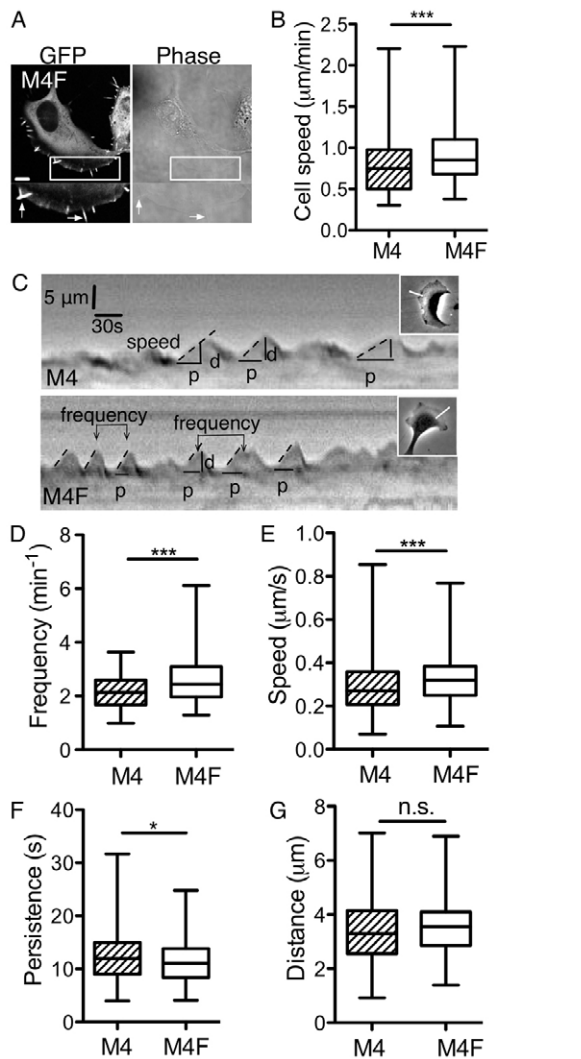 A
GFP Phase
M4F
B
***
Cell speed (μm/min)
2.5
2.0
1.5
1.0
0.5
0.0
M4 M4F
C
5 μm
30s
speed
d
p p p
M4
frequency frequency
d
p p p p
M4F
D
***
Frequency (min⁻¹)
8
6
4
2
0
M4 M4F
E
***
Speed (μm/s)
1.0
0.8
0.6
0.4
0.2
0.0
M4 M4F
F
*
Persistence (s)
40
30
20
10
0
M4 M4F
G
n.s.
Distance (μm)
8
6
4
2
0
M4 M4F